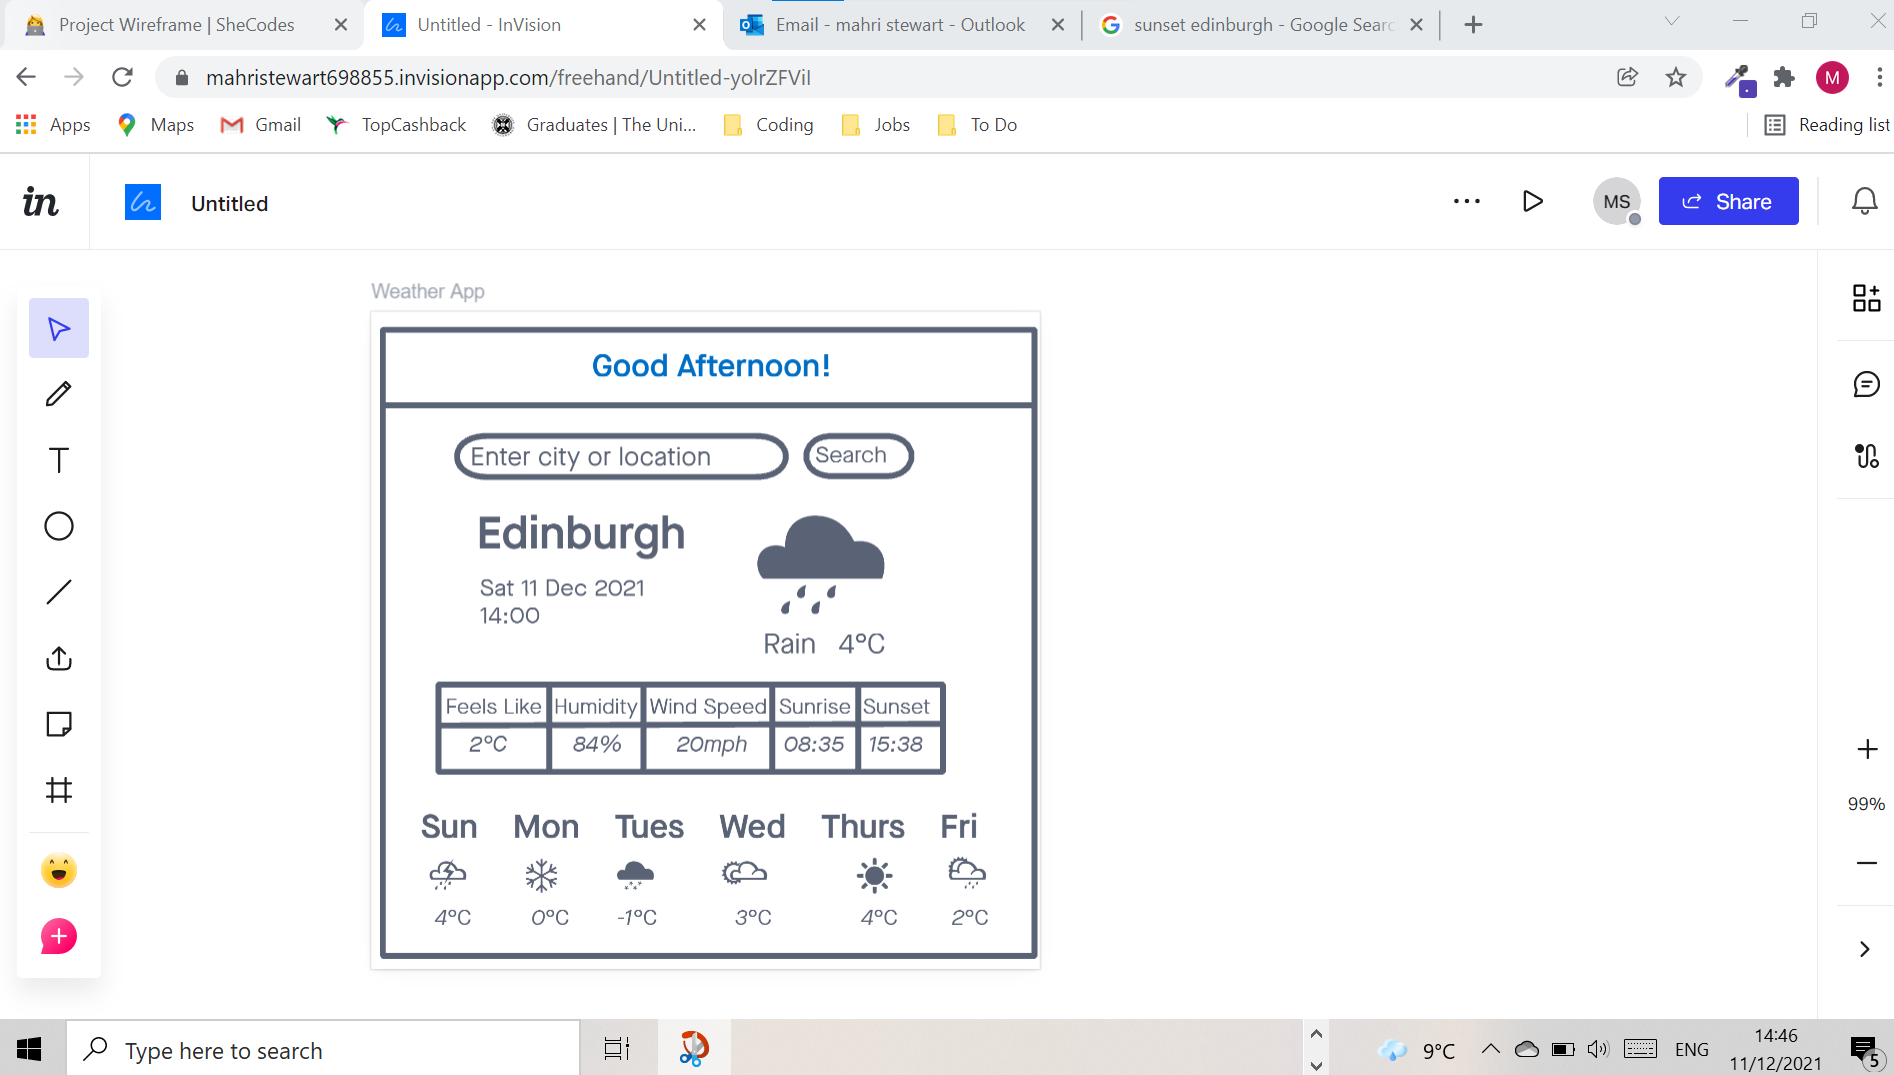 Project Wireframe | SheCodes
Untitled - InVision
Email - mahri stewart - Outlook
sunset edinburgh - Google Searc
mahristewart698855.invisionapp.com/freehand/Untitled-yolrZFViI
M
Apps
Maps
Gmail
TopCashback
Graduates | The Uni...
Coding
Jobs
To Do
Reading list
in
Untitled
MS
Share
Weather App
Good Afternoon!
Enter city or location
Search
Edinburgh
Sat 11 Dec 2021
14:00
Rain 4°C
Feels Like Humidity Wind Speed Sunrise Sunset
2°C 84% 20mph 08:35 15:38
Sun Mon Tues Wed Thurs Fri
4°C 0°C -1°C 3°C 4°C 2°C
99%
Type here to search
9°C
ENG
14:46
11/12/2021
5